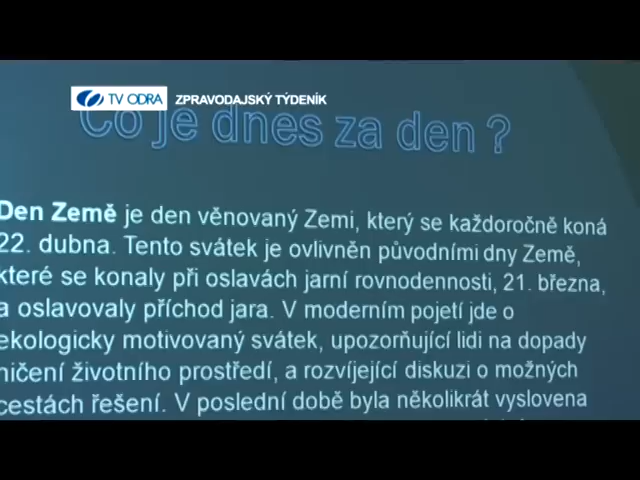 TV ODRA ZPRAVODAJSKÝ TÝDENÍK
Co je dnes za den ?
Den Země je den věnovaný Zemi, který se každoročně koná
22. dubna. Tento svátek je ovlivněn původními dny Země,
které se konaly při oslavách jarní rovnodennosti, 21. března,
a oslavovaly příchod jara. V moderním pojetí jde o
ekologicky motivovaný svátek, upozorňující lidi na dopady
ničení životního prostředí, a rozvíjející diskuzi o možných
cestách řešení. V poslední době byla několikrát vyslovena